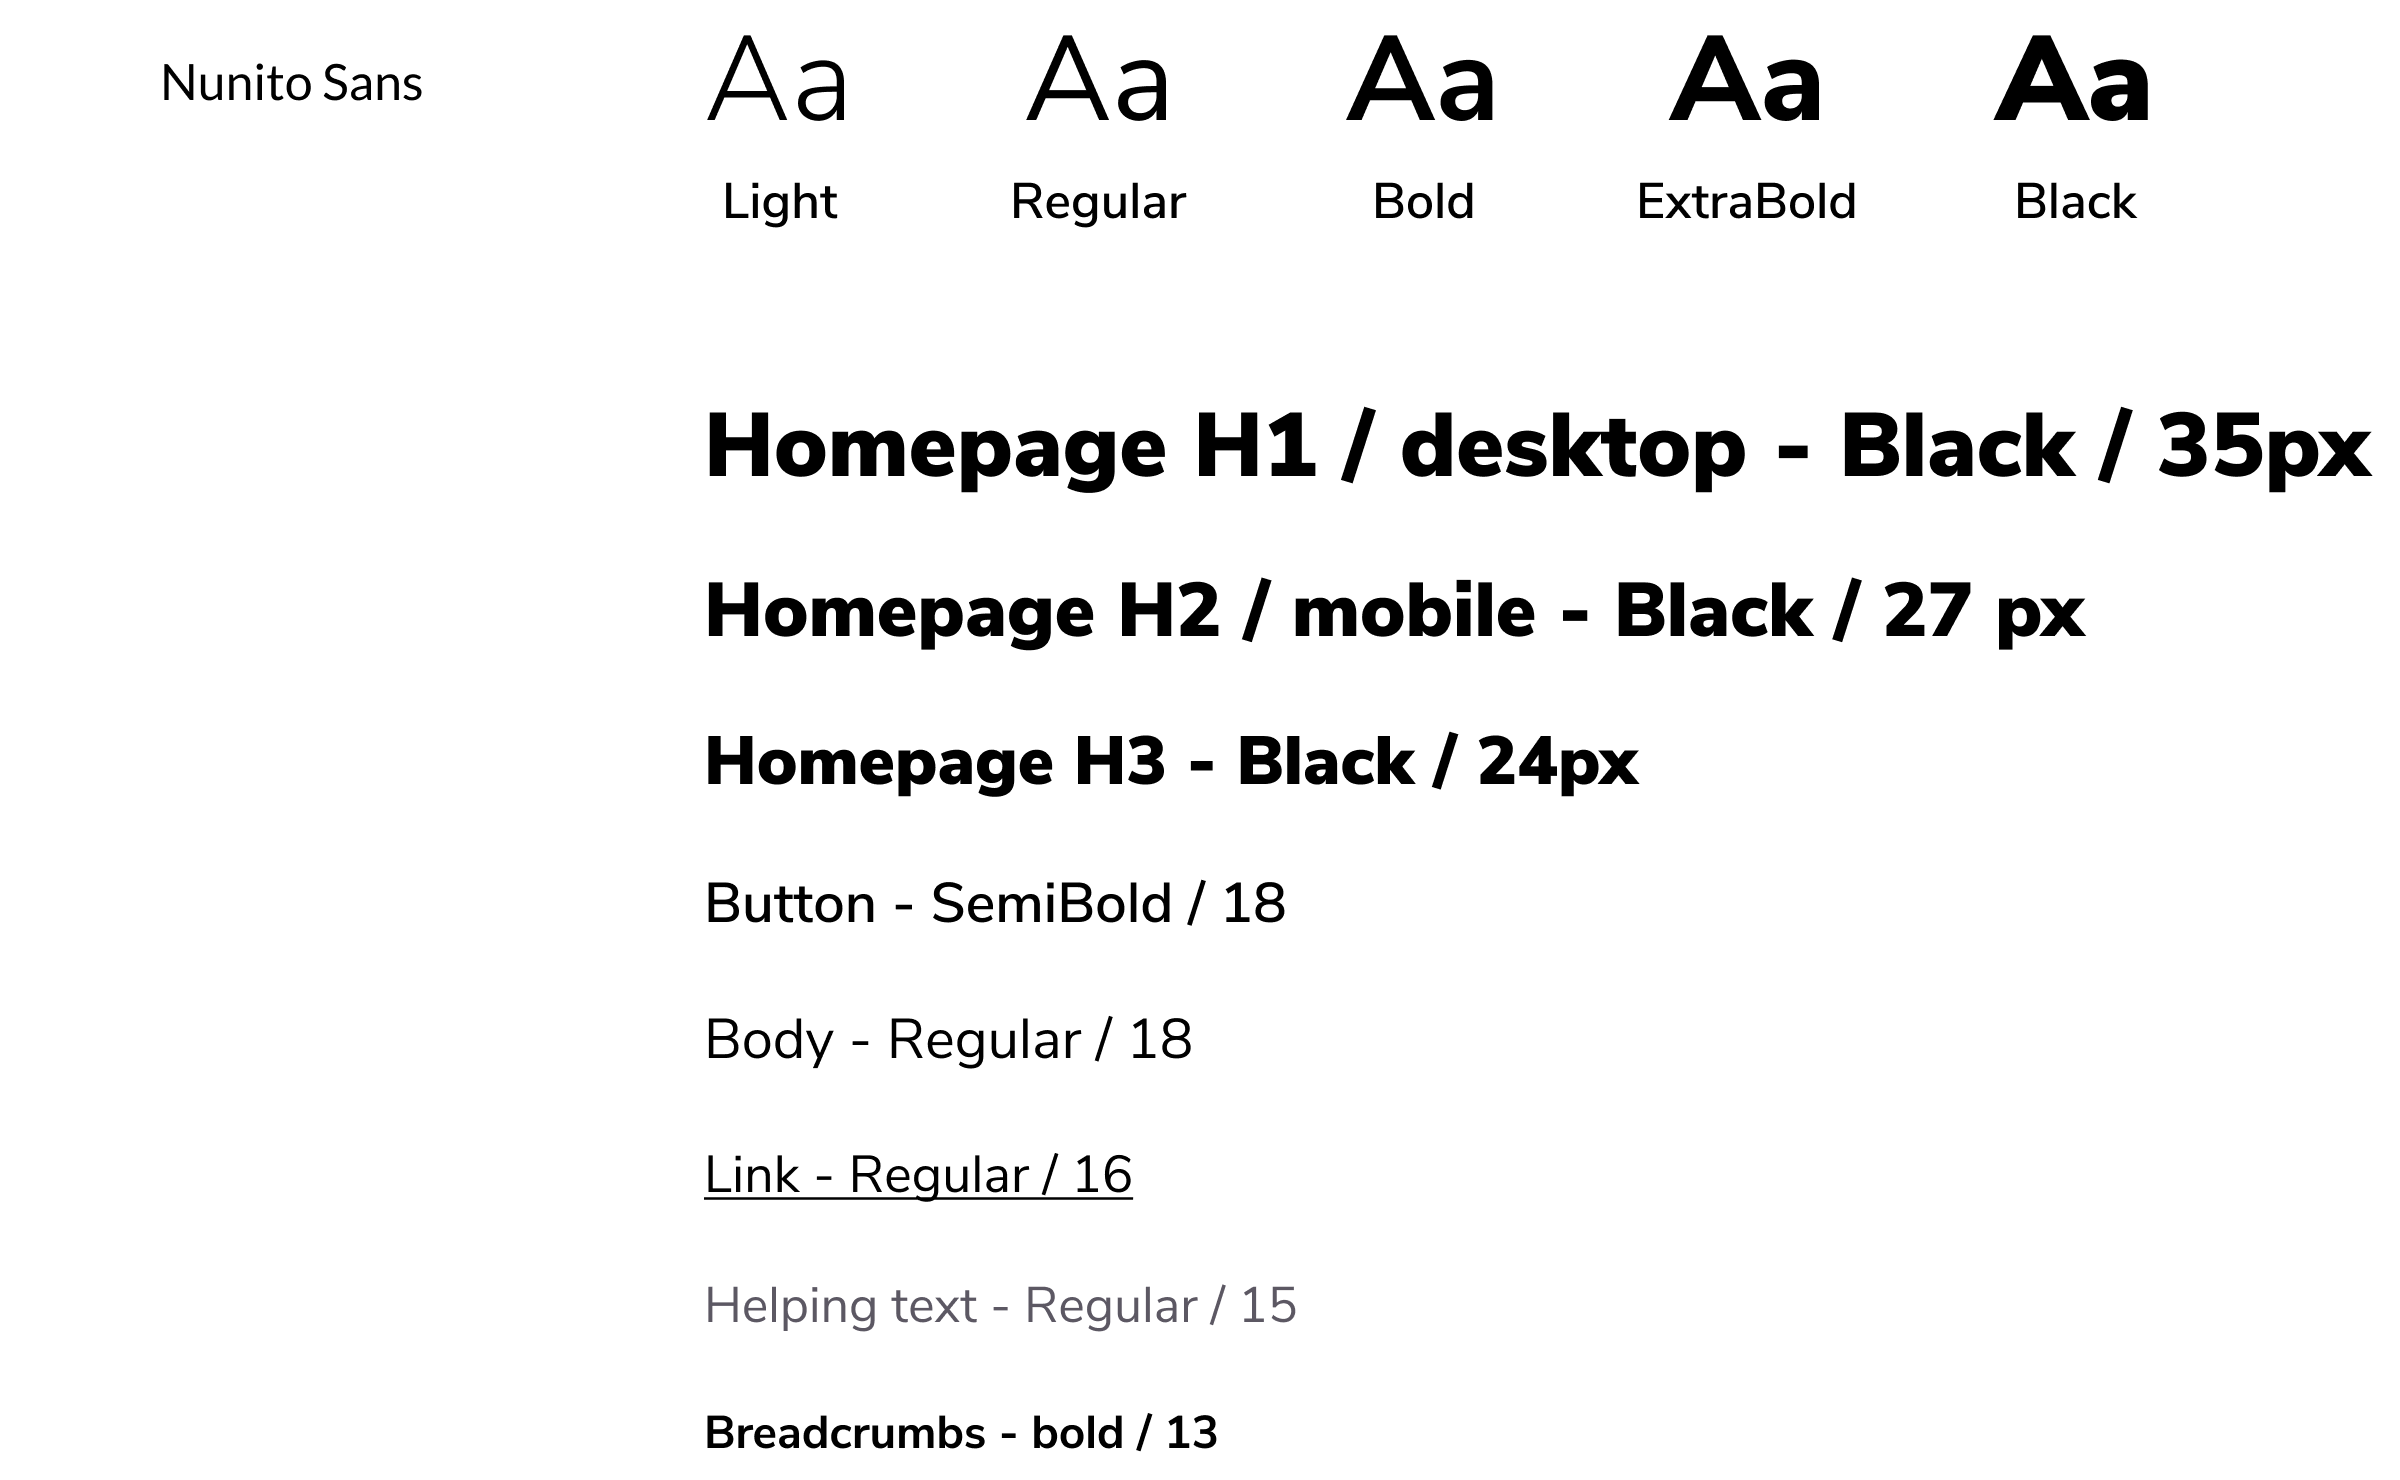 Nunito Sans
Aa Aa Aa Aa Aa
Light Regular Bold ExtraBold Black
Homepage H1 / desktop - Black / 35px
Homepage H2 / mobile - Black / 27 px
Homepage H3 - Black / 24px
Button - SemiBold / 18
Body - Regular / 18
Link - Regular / 16
Helping text - Regular / 15
Breadcrumbs - bold / 13